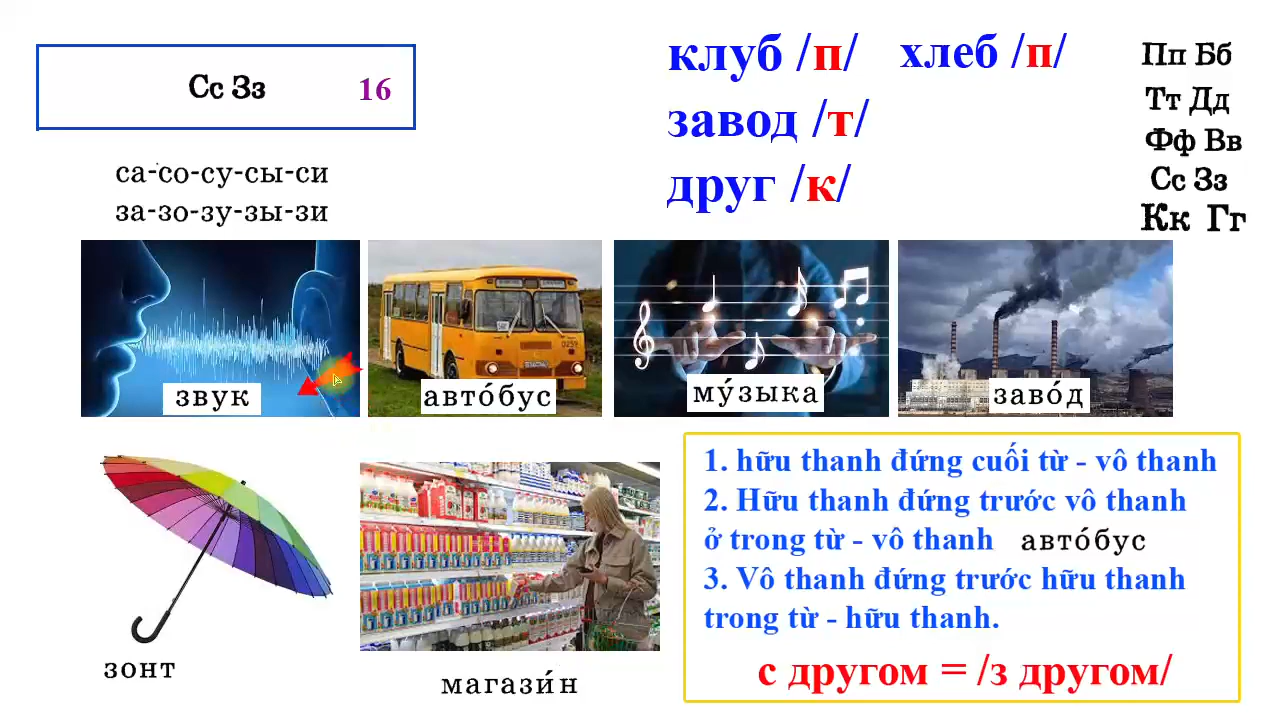 Сс Зз 16
клуб /п/ хлеб /п/
завод /т/
друг /к/
Пп Бб
Тт Дд
Фф Вв
Сс Зз
Кк Гг
са-со-су-сы-си
за-зо-зу-зы-зи
звук
авто́бус
му́зыка
заво́д
зонт
магази́н
1. hữu thanh đứng cuối từ - vô thanh
2. Hữu thanh đứng trước vô thanh
ở trong từ - vô thanh авто́бус
3. Vô thanh đứng trước hữu thanh
trong từ - hữu thanh.
с другом = /з другом/